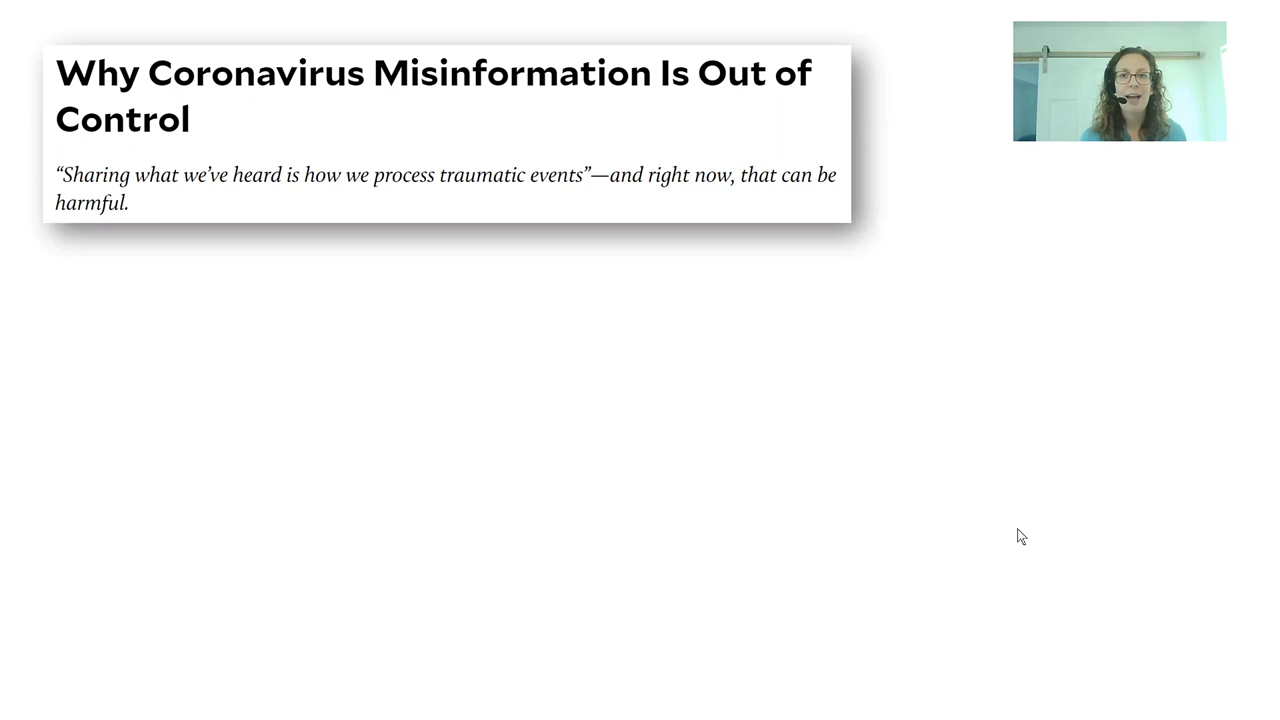 Why Coronavirus Misinformation Is Out of
Control
“Sharing what we’ve heard is how we process traumatic events”—and right now, that can be
harmful.